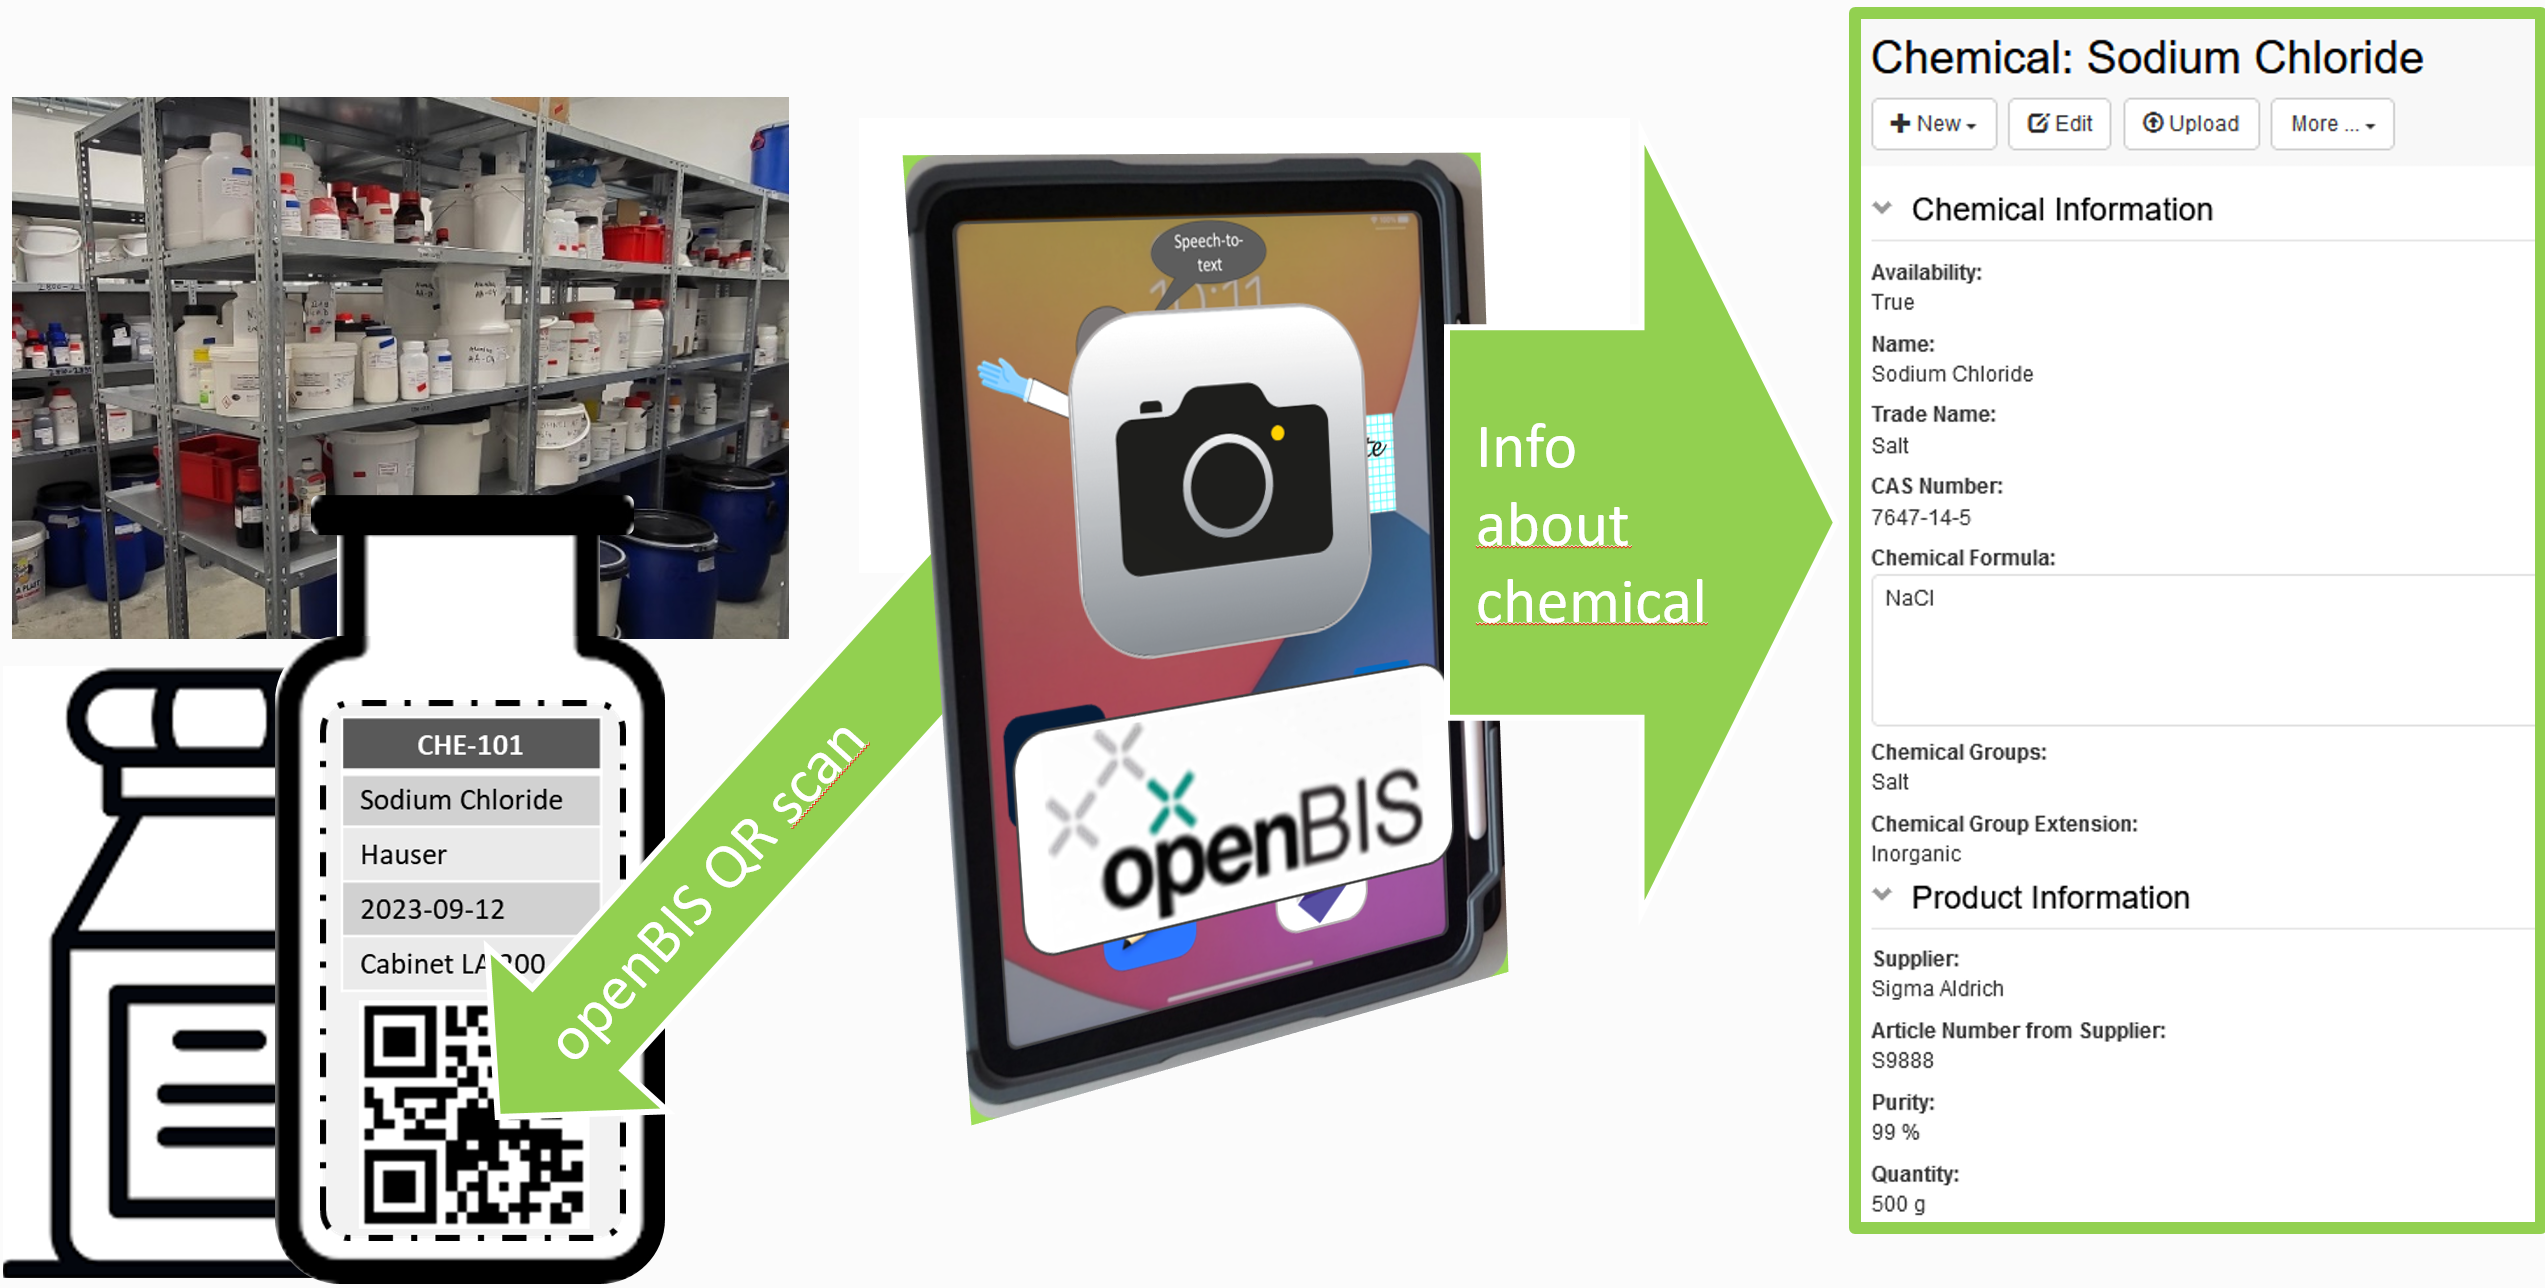 CHE-101
Sodium Chloride
Hauser
2023-09-12
Cabinet LA 300
openBIS QR scan
Speech-to-
text
10:11
openBIS
Info
about
chemical
Chemical: Sodium Chloride
New
Edit
Upload
More ...
Chemical Information
Availability:
True
Name:
Sodium Chloride
Trade Name:
Salt
CAS Number:
7647-14-5
Chemical Formula:
NaCl
Chemical Groups:
Salt
Chemical Group Extension:
Inorganic
Product Information
Supplier:
Sigma Aldrich
Article Number from Supplier:
S9888
Purity:
99 %
Quantity:
500 g